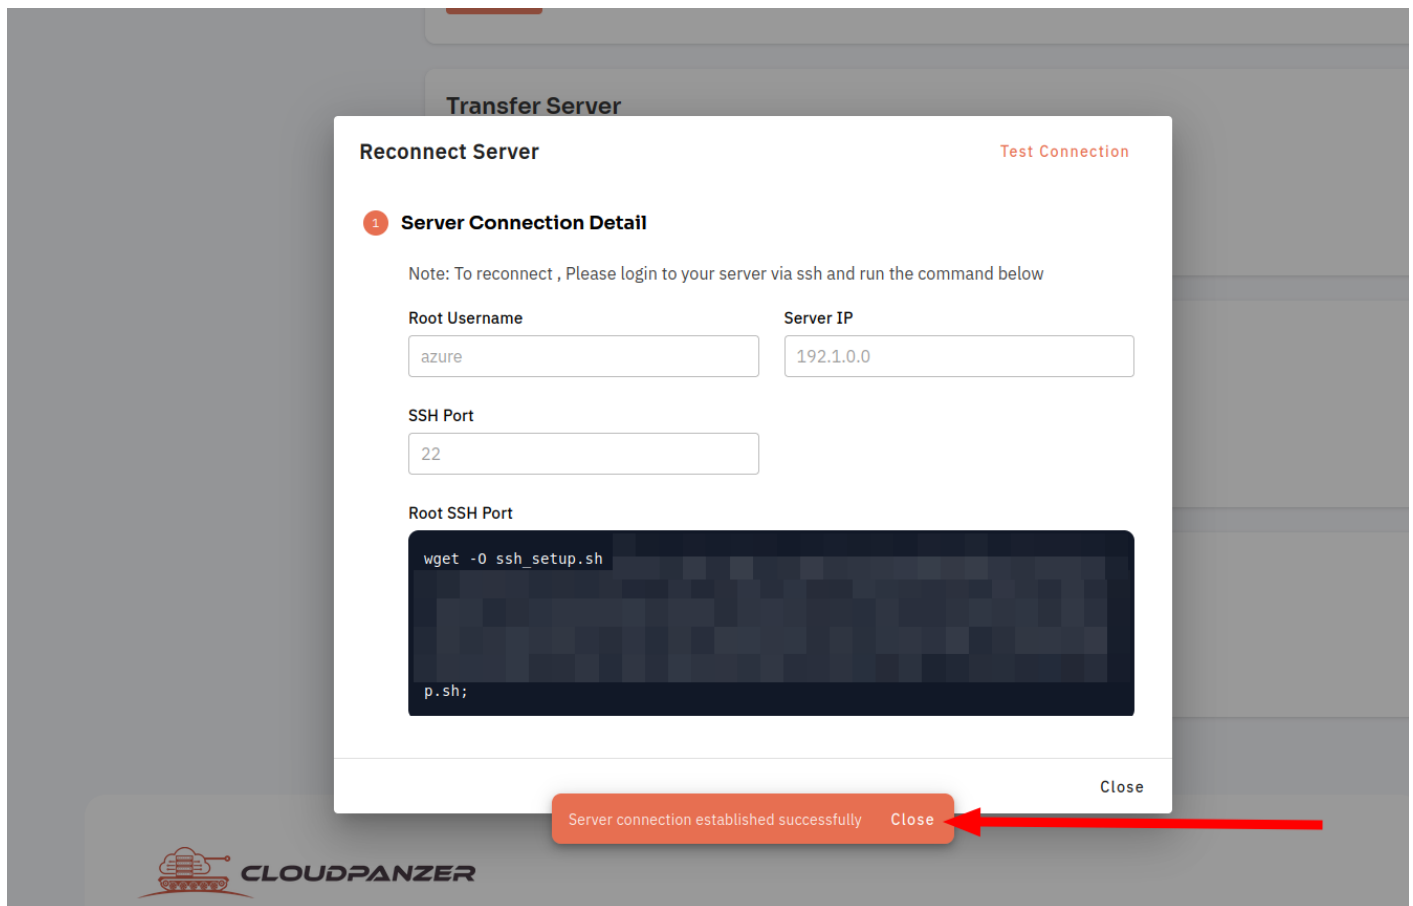 Transfer Server
Reconnect Server
Test Connection
1
Server Connection Detail
Note: To reconnect , Please login to your server via ssh and run the command below
Root Username
Server IP
azure
192.1.0.0
SSH Port
22
Root SSH Port
wget -O ssh_setup.sh
p.sh;
Close
Server connection established successfully
Close
CLOUDPANZER